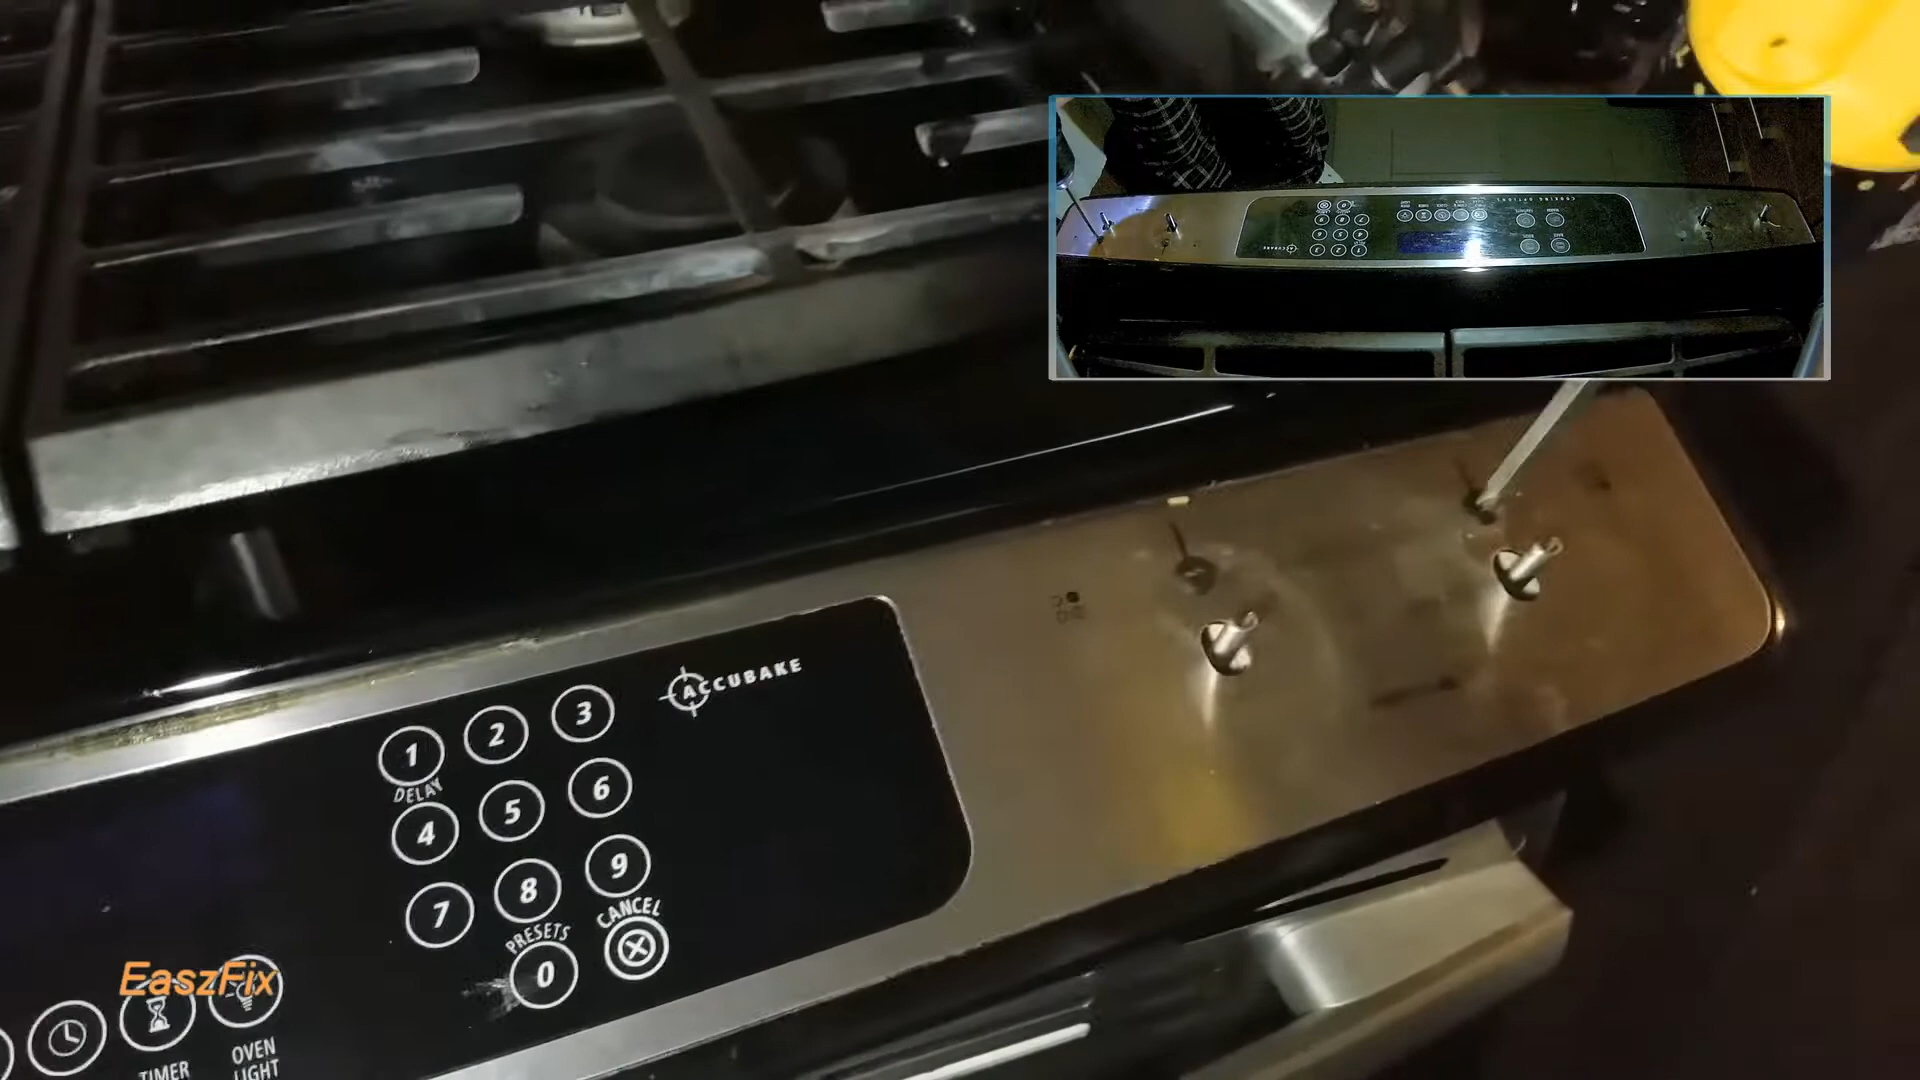 ACCUBAKE
1 2 3
DELAY
4 5 6
7 8 9
PRESETS CANCEL
0
EaszFix
TIMER
OVEN
LIGHT